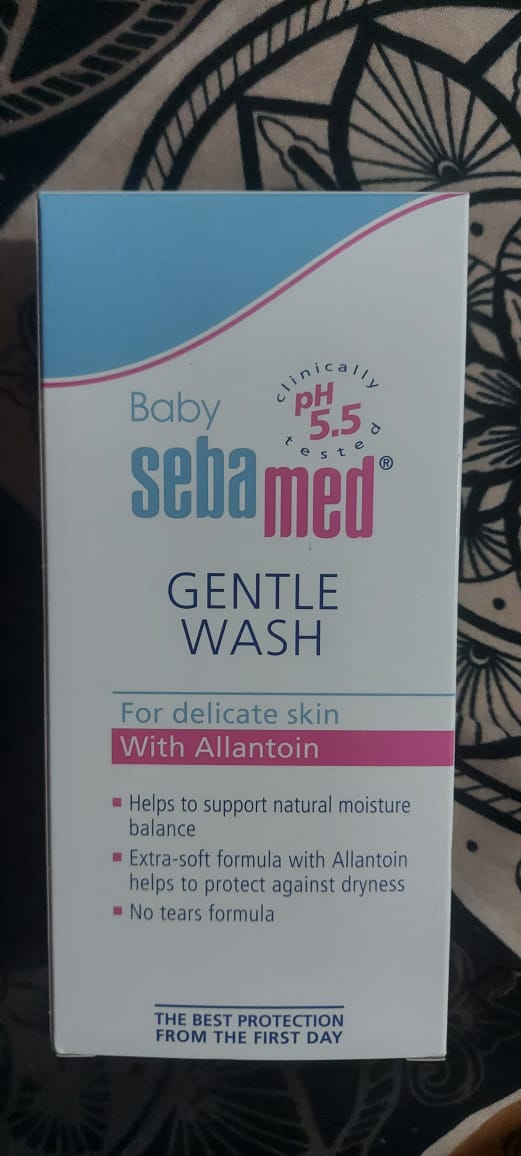 Baby
clinically
pH
5.5
tested
sebamed®
GENTLE
WASH
For delicate skin
With Allantoin
Helps to support natural moisture
balance
Extra-soft formula with Allantoin
helps to protect against dryness
No tears formula
THE BEST PROTECTION
FROM THE FIRST DAY